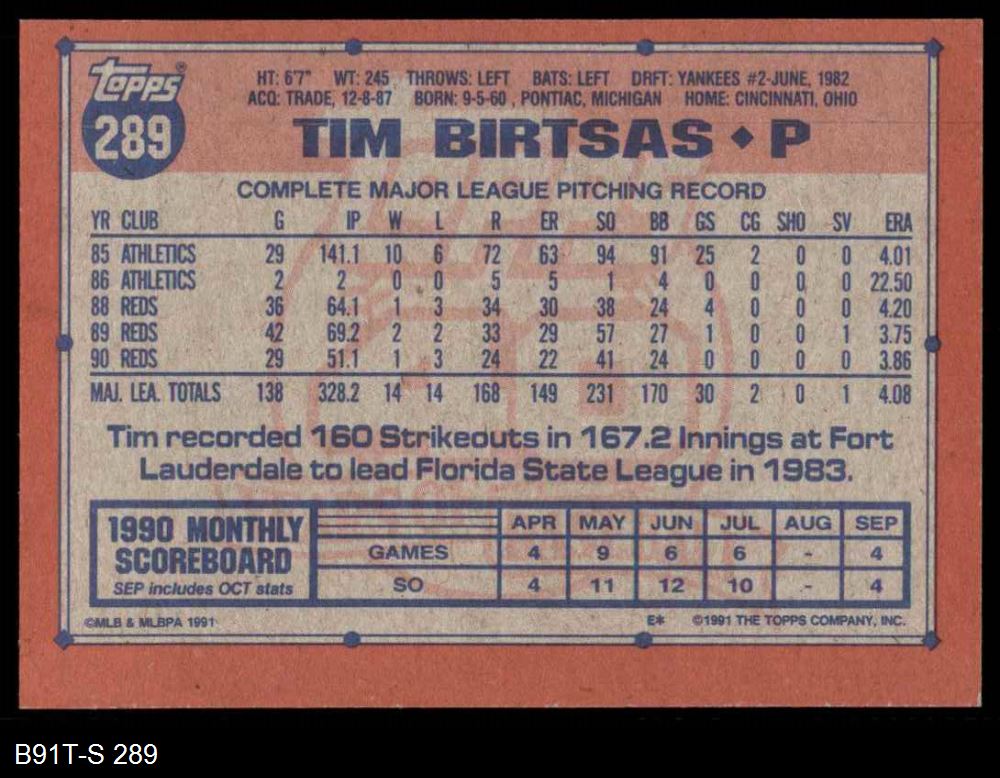 topps®
289
HT: 6'7" WT: 245 THROWS: LEFT BATS: LEFT DRFT: YANKEES #2-JUNE, 1982
ACQ: TRADE, 12-8-87 BORN: 9-5-60 , PONTIAC, MICHIGAN HOME: CINCINNATI, OHIO
TIM BIRTSAS ♦ P
COMPLETE MAJOR LEAGUE PITCHING RECORD
YR CLUB G IP W L R ER SO BB GS CG SHO SV ERA
85 ATHLETICS 29 141.1 10 6 72 63 94 91 25 2 0 0 4.01
86 ATHLETICS 2 2 0 0 5 5 1 4 0 0 0 0 22.50
88 REDS 36 64.1 1 3 34 30 38 24 4 0 0 0 4.20
89 REDS 42 69.2 2 2 33 29 57 27 1 0 0 1 3.75
90 REDS 29 51.1 1 3 24 22 41 24 0 0 0 0 3.86
MAJ. LEA. TOTALS 138 328.2 14 14 168 149 231 170 30 2 0 1 4.08
Tim recorded 160 Strikeouts in 167.2 Innings at Fort
Lauderdale to lead Florida State League in 1983.
1990 MONTHLY
SCOREBOARD
SEP includes OCT stats
APR MAY JUN JUL AUG SEP
GAMES 4 9 6 6 - 4
SO 4 11 12 10 - 4
©MLB & MLBPA 1991 E* ©1991 THE TOPPS COMPANY, INC.
B91T-S 289